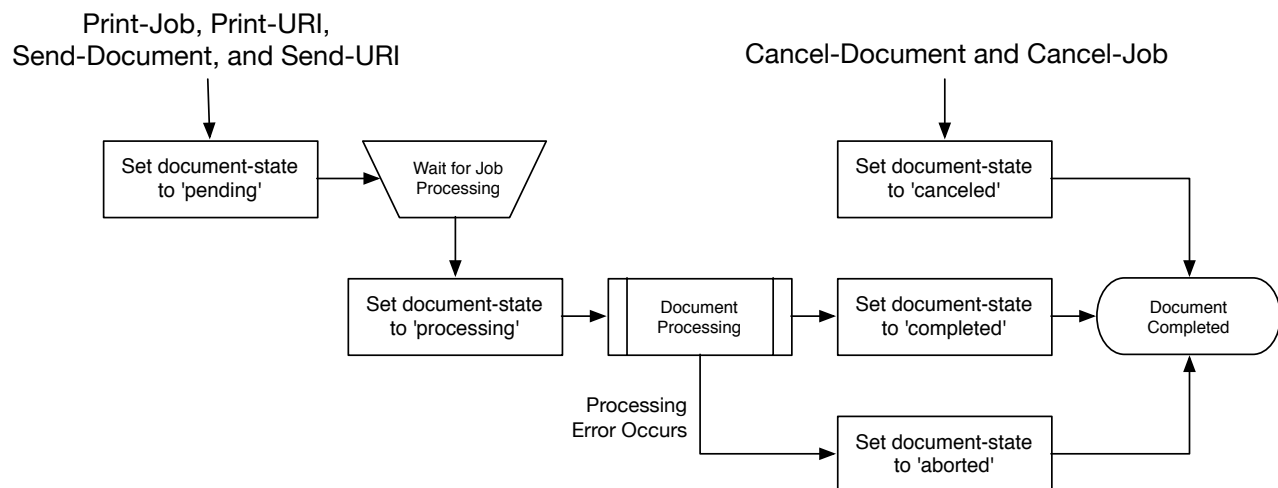 Print-Job, Print-URI,
Send-Document, and Send-URI
Cancel-Document and Cancel-Job
Set document-state
to 'pending'
Wait for Job
Processing
Set document-state
to 'canceled'
Set document-state
to 'processing'
Document
Processing
Set document-state
to 'completed'
Document
Completed
Processing
Error Occurs
Set document-state
to 'aborted'